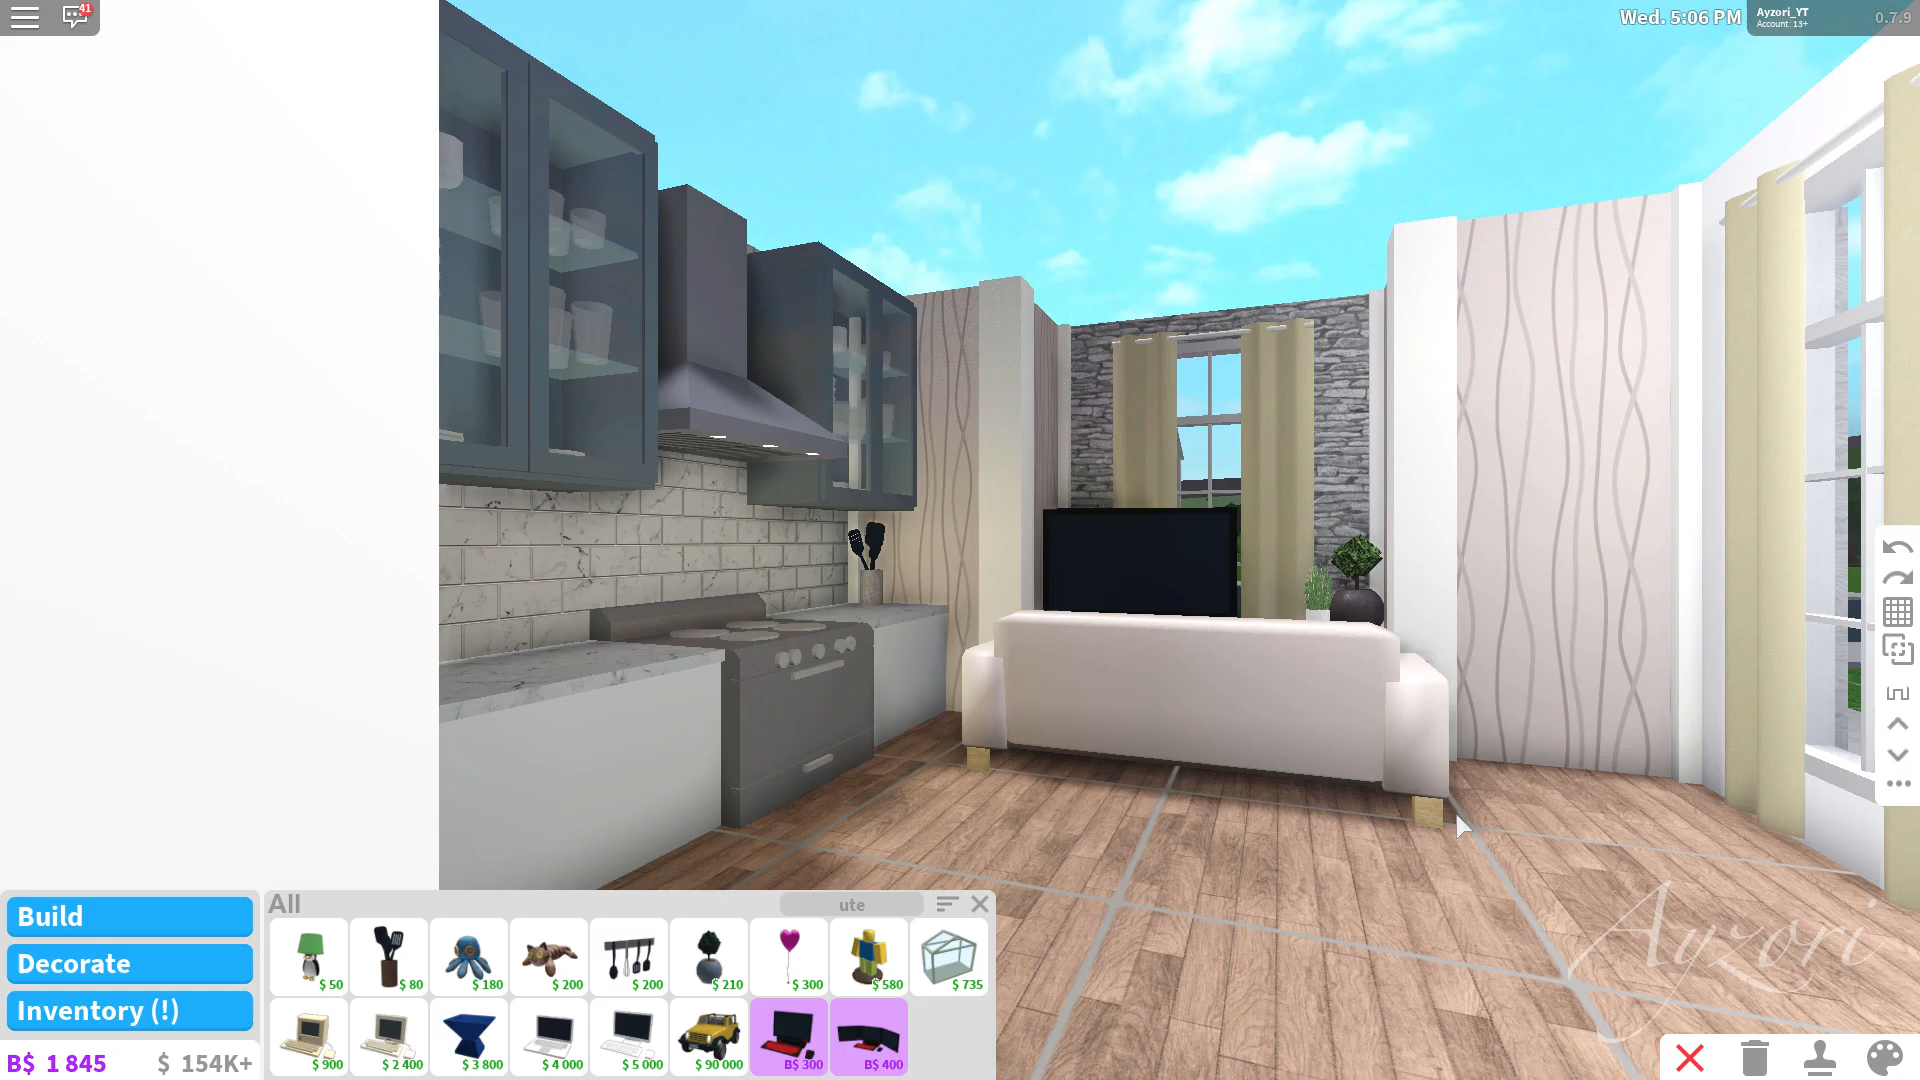 41
Wed. 5:06 PM
Ayzori_YT
Account: 13+
0.7.9
Ayzori
Build
Decorate
Inventory (!)
B$ 1 845
$ 154K+
All
ute
$ 50
$ 80
$ 180
$ 200
$ 200
$ 210
$ 300
$ 580
$ 735
$ 900
$ 2 400
$ 3 800
$ 4 000
$ 5 000
$ 90 000
B$ 300
B$ 400